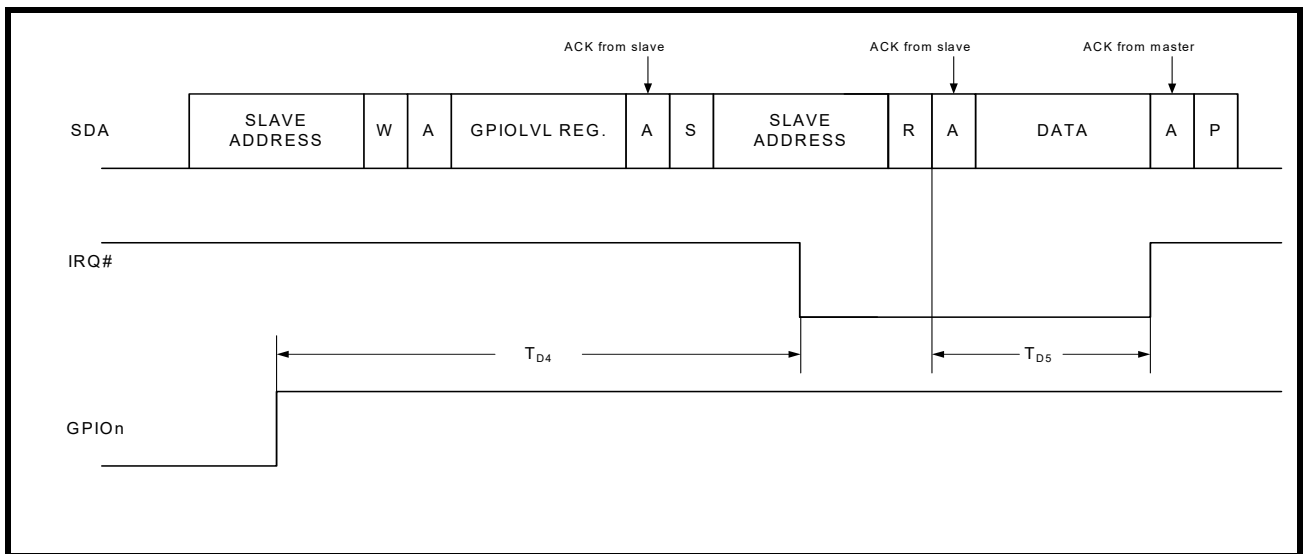 ACK from slave
ACK from slave
ACK from master
SDA
SLAVE ADDRESS
W
A
GPIOLVL REG.
A
S
SLAVE ADDRESS
R
A
DATA
A
P
IRQ#
TD4
TD5
GPIOn